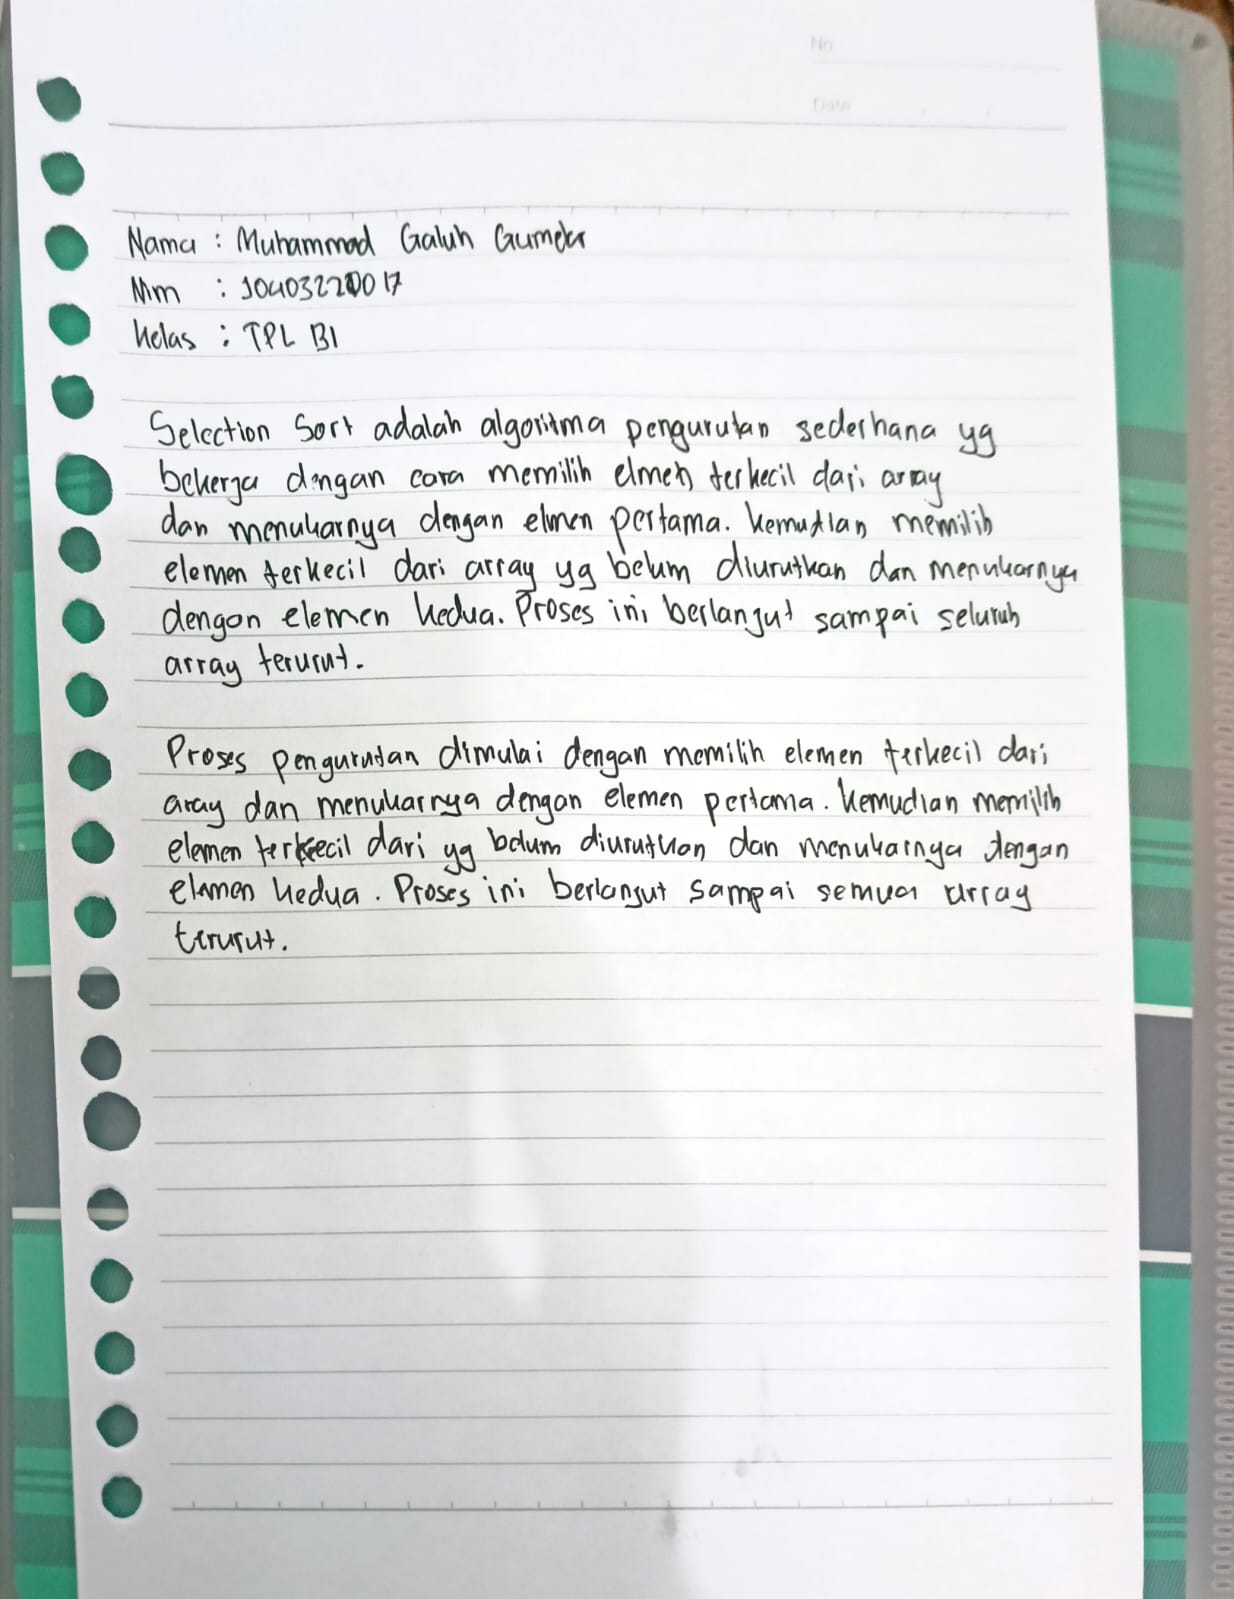 No
Date
Nama : Muhammad Galuh Gumelar
Nim : 10403220017
Kelas : TPL B1
Selection Sort adalah algoritma pengurutan sederhana yg
bekerja dengan cara memilih elmen terkecil dari array
dan menukarnya dengan elmen pertama. Kemudian memilih
elemen terkecil dari array yg belum diurutkan dan menukarnya
dengan elemen kedua. Proses ini berlanjut sampai seluruh
array terurut.
Proses pengurutan dimulai dengan memilih elemen terkecil dari
array dan menukarnya dengan elemen pertama. Kemudian memilih
elemen terkecil dari yg belum diurutkan dan menukarnya dengan
elemen kedua. Proses ini berlanjut sampai semua array
terurut.